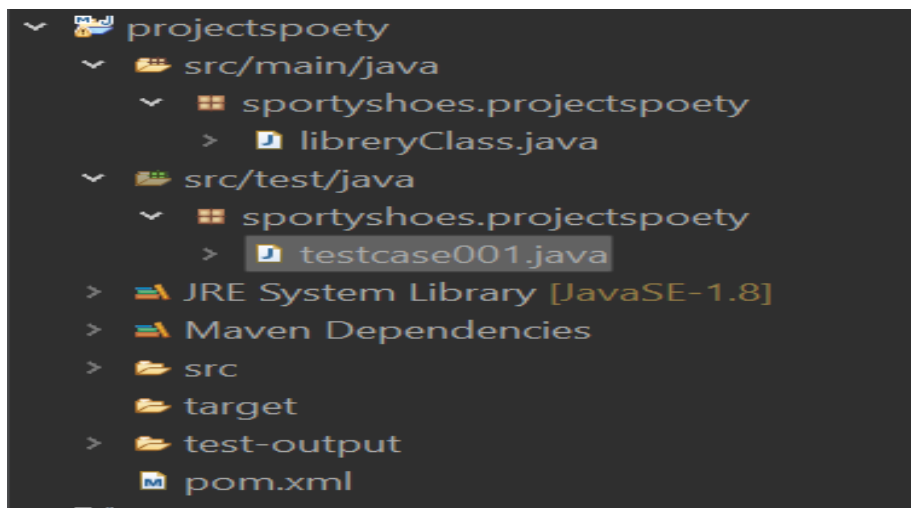 projectspoety
src/main/java
sportyshoes.projectspoety
libreryClass.java
src/test/java
sportyshoes.projectspoety
testcase001.java
JRE System Library [JavaSE-1.8]
Maven Dependencies
src
target
test-output
pom.xml